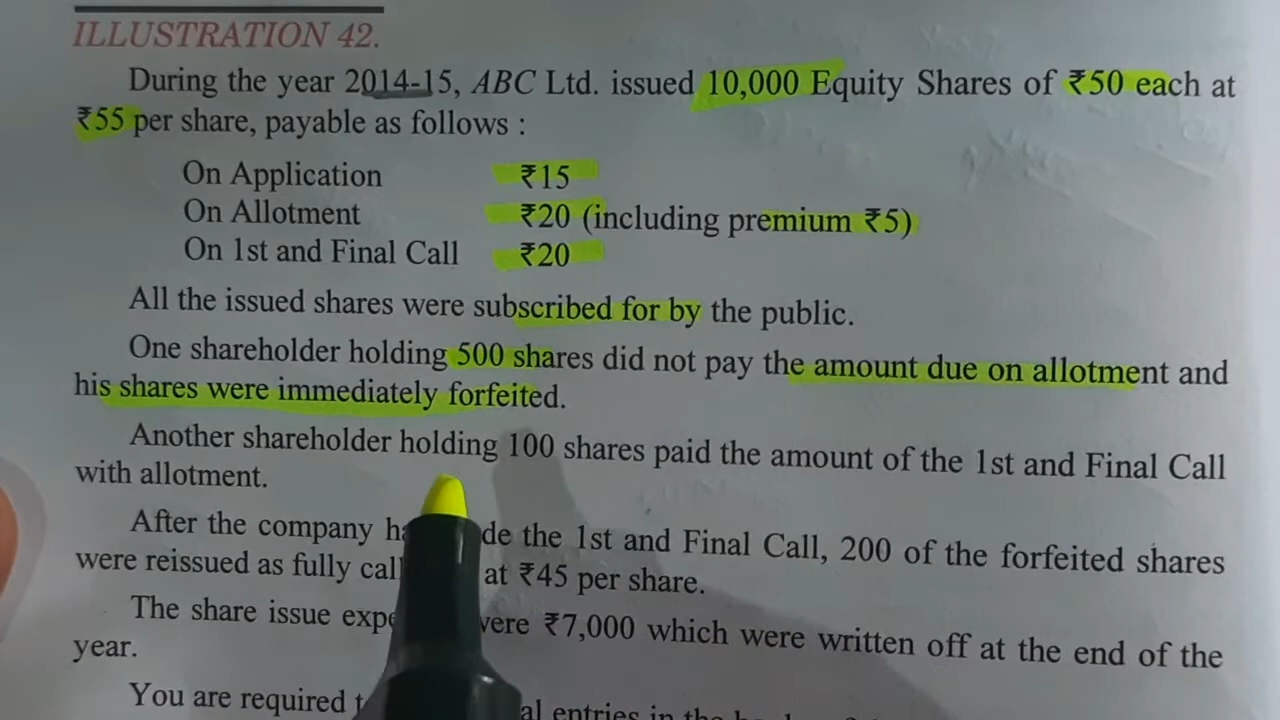 ILLUSTRATION 42.
During the year 2014-15, ABC Ltd. issued 10,000 Equity Shares of ₹50 each at
₹55 per share, payable as follows :
On Application ₹15
On Allotment ₹20 (including premium ₹5)
On 1st and Final Call ₹20
All the issued shares were subscribed for by the public.
One shareholder holding 500 shares did not pay the amount due on allotment and
his shares were immediately forfeited.
Another shareholder holding 100 shares paid the amount of the 1st and Final Call
with allotment.
After the company the 1st and Final Call, 200 of the forfeited shares
were reissued as fully at ₹45 per share.
The share issue ₹7,000 which were written off at the end of the
year.
You are required entries in the